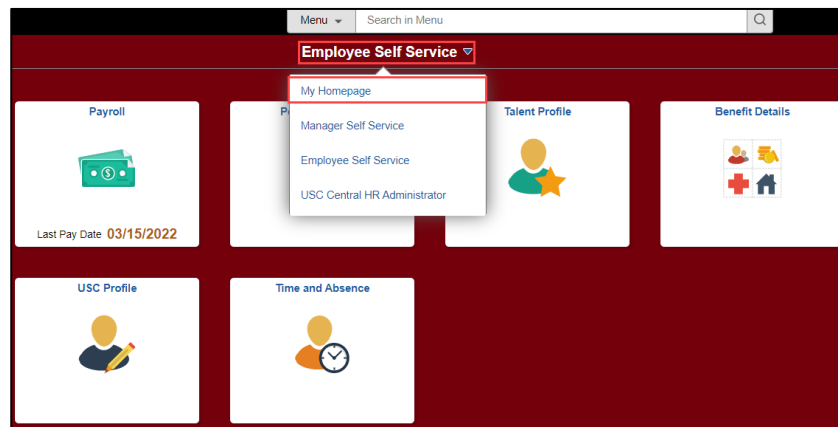 Menu
Search in Menu
Employee Self Service
My Homepage
Manager Self Service
Employee Self Service
USC Central HR Administrator
Payroll
Last Pay Date 03/15/2022
Talent Profile
Benefit Details
USC Profile
Time and Absence